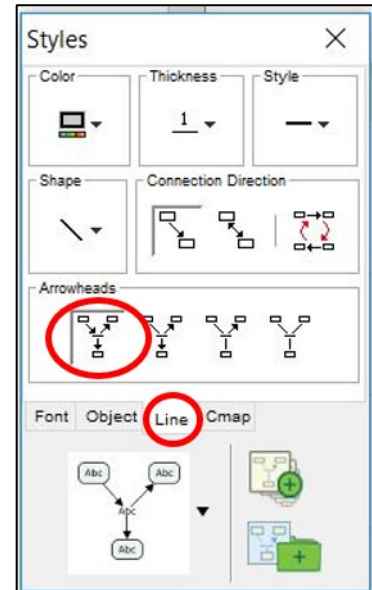 Styles
Color Thickness Style
1
Shape Connection Direction
Arrowheads
Font Object Line Cmap
Abc Abc
Abc
Abc